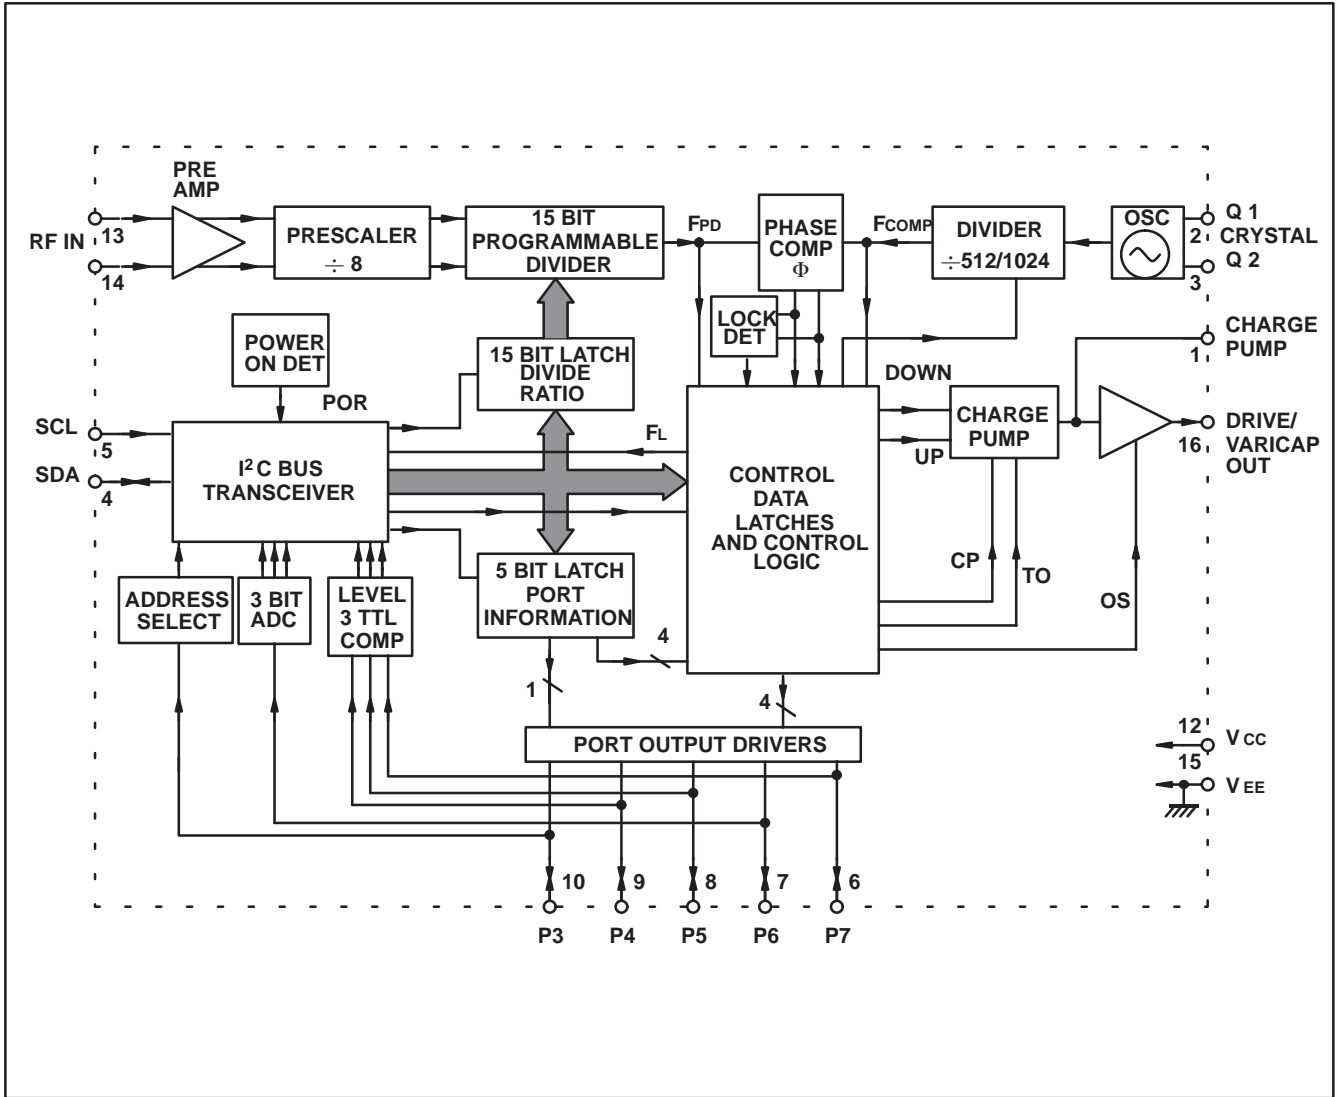 PRE
AMP
RF IN
13
14
PRESCALER
÷ 8
15 BIT
PROGRAMMABLE
DIVIDER
FPD
PHASE
COMP
Φ
FCOMP
DIVIDER
÷512/1024
OSC
Q 1
2
CRYSTAL
3
Q 2
LOCK
DET
POWER
ON DET
POR
15 BIT LATCH
DIVIDE
RATIO
CHARGE
PUMP
1
DOWN
UP
CHARGE
PUMP
DRIVE/
VARICAP
OUT
16
SCL
5
SDA
4
I2C BUS
TRANSCEIVER
FL
CONTROL
DATA
LATCHES
AND CONTROL
LOGIC
CP
TO
OS
ADDRESS
SELECT
3 BIT
ADC
LEVEL
3 TTL
COMP
5 BIT LATCH
PORT
INFORMATION
4
1
4
PORT OUTPUT DRIVERS
12
VCC
15
VEE
10 9 8 7 6
P3 P4 P5 P6 P7